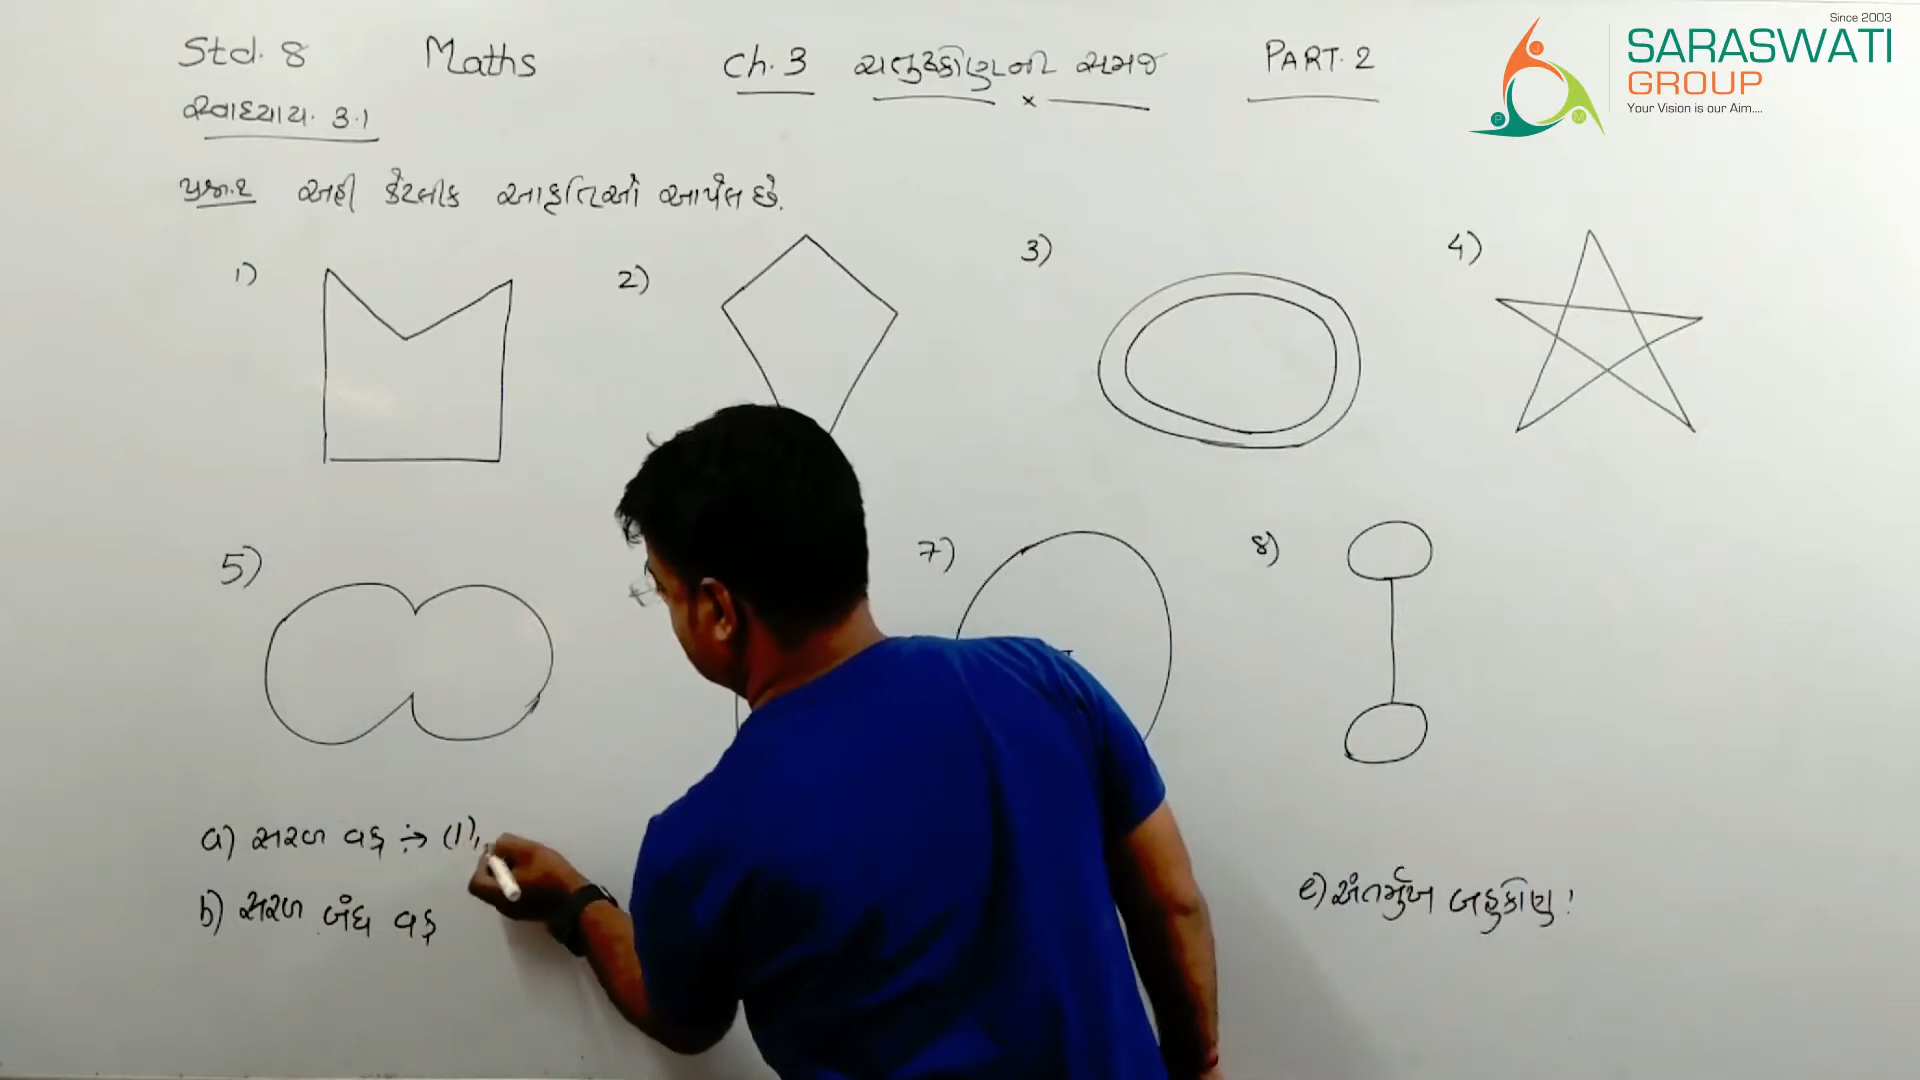 Since 2003
SARASWATI
GROUP
Your Vision is our Aim....
Std. 8 Maths Ch. 3 ચતુષ્કોણની સમજ PART. 2
સ્વાધ્યાય. 3.1
પ્રશ્ન.૨ અહી કેટલીક આકૃતિઓ આપેલ છે.
1) 2) 3) 4)
5) 7) 8)
a) સરળ વક્ર ÷→ (1),
b) સરળ બંધ વક્ર
e) અંતર્મુખ બહુકોણ !